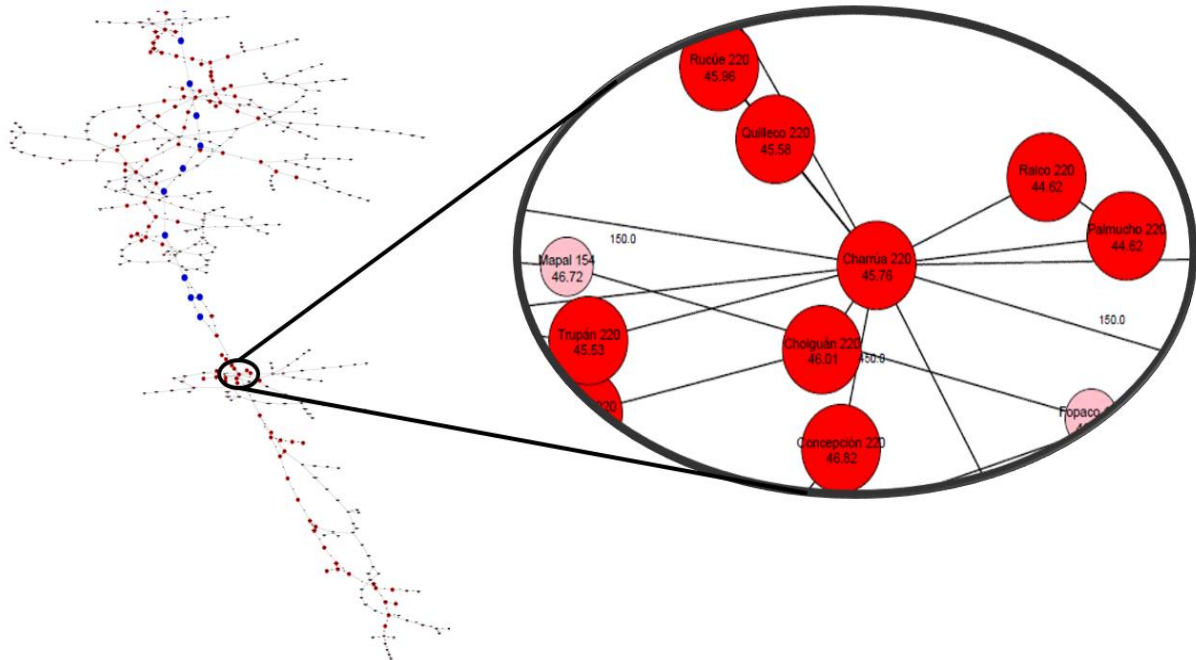 Rucúe 220
45.96
Quilleco 220
45.58
Ralco 220
44.62
Palmucho 220
44.62
150.0
Charrúa 220
45.76
Mapal 154
46.72
150.0
Trupán 220
45.53
Cholguán 220
46.01
150.0
Fopaco
Concepción 220
46.82